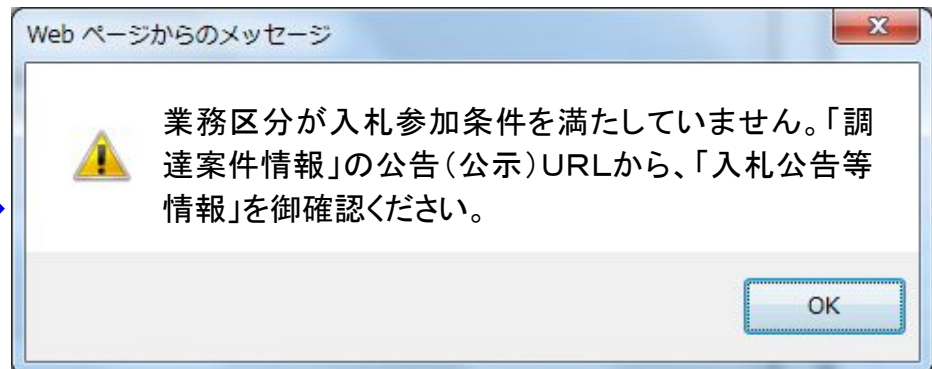 Web ページからのメッセージ
業務区分が入札参加条件を満たしていません。「調
達案件情報」の公告（公示）ＵＲＬから、「入札公告等
情報」を御確認ください。
OK